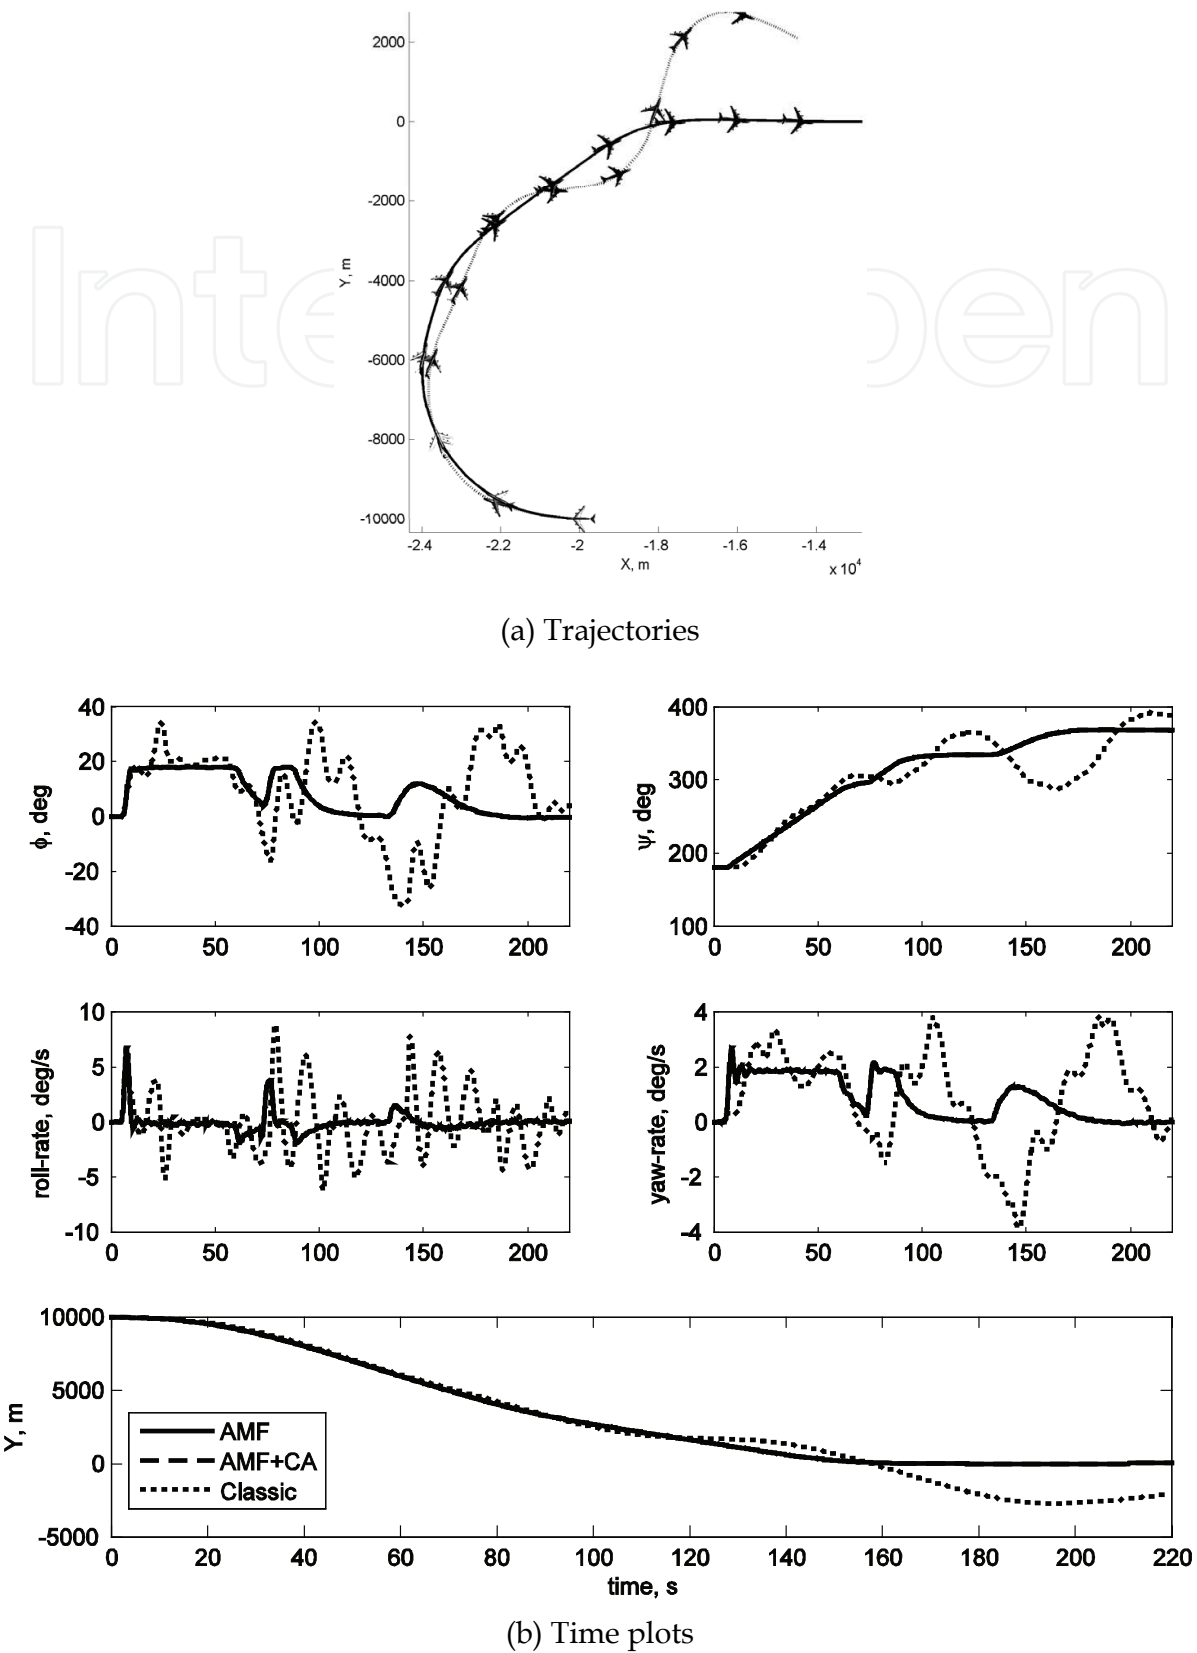 2000
0
-2000
-4000
-6000
-8000
-10000
Y, m
-2.4 -2.2 -2 -1.8 -1.6 -1.4
X, m
x 10⁴
(a) Trajectories
40
20
0
-20
-40
ϕ, deg
0 50 100 150 200
400
300
200
100
ψ, deg
0 50 100 150 200
10
5
0
-5
-10
roll-rate, deg/s
0 50 100 150 200
4
2
0
-2
-4
yaw-rate, deg/s
0 50 100 150 200
10000
5000
0
-5000
Y, m
AMF
AMF+CA
Classic
0 20 40 60 80 100 120 140 160 180 200 220
time, s
(b) Time plots